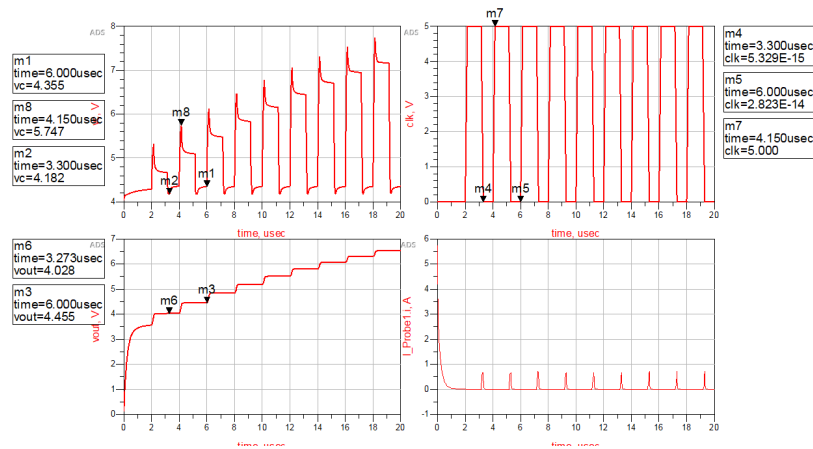 m1
time=6.000usec
vc=4.355
m8
time=4.150usec
vc=5.747
m2
time=3.300usec
vc=4.182
ADS
8
7
6
5
4
m8
m2
m1
0 2 4 6 8 10 12 14 16 18 20
time, usec
ADS
clk, V
5
4
3
2
1
0
m7
m4
m5
0 2 4 6 8 10 12 14 16 18 20
time, usec
m4
time=3.300usec
clk=5.329E-15
m5
time=6.000usec
clk=2.823E-14
m7
time=4.150usec
clk=5.000
m6
time=3.273usec
vout=4.028
m3
time=6.000usec
vout=4.455
ADS
vout, V
7
6
5
4
3
2
1
0
m6
m3
0 2 4 6 8 10 12 14 16 18 20
time, usec
ADS
I_Probe1.i, A
6
5
4
3
2
1
0
-1
0 2 4 6 8 10 12 14 16 18 20
time, usec